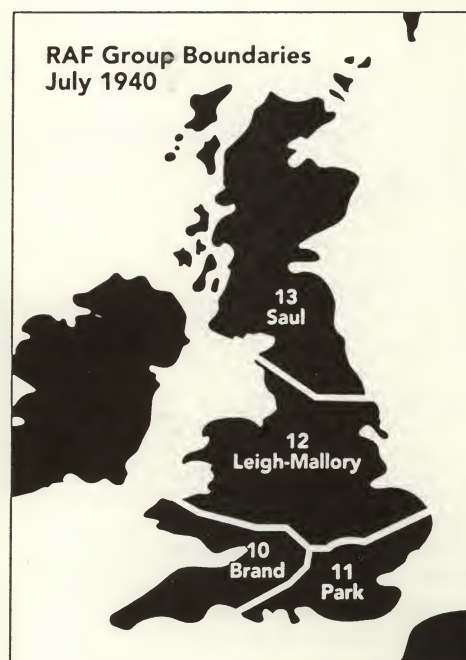 RAF Group Boundaries
July 1940
13
Saul
12
Leigh-Mallory
10
Brand
11
Park